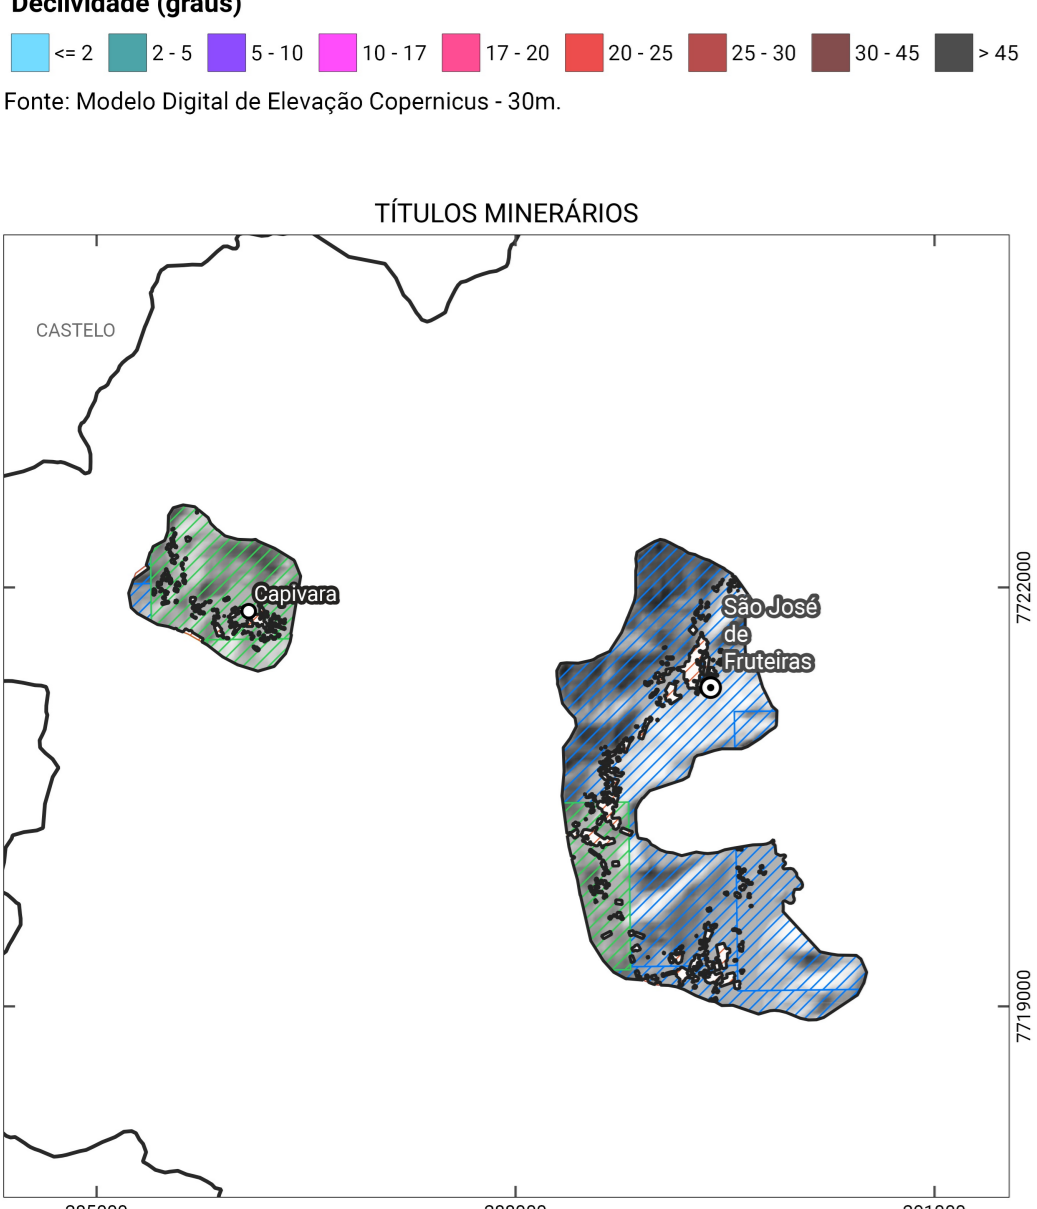 Declividade (graus)
<= 2 2 - 5 5 - 10 10 - 17 17 - 20 20 - 25 25 - 30 30 - 45 > 45
Fonte: Modelo Digital de Elevação Copernicus - 30m.
TÍTULOS MINERÁRIOS
CASTELO
Capivara
São José
de
Fruteiras
7722000
7719000